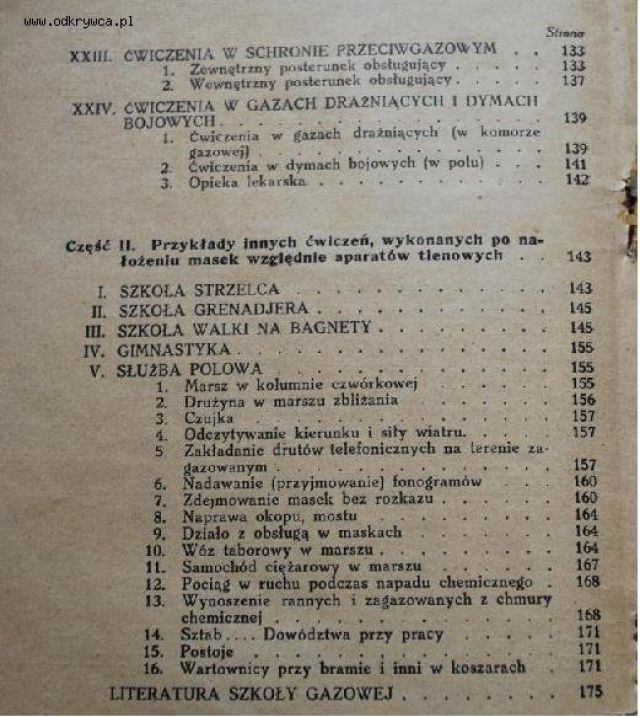 www.odkrywca.pl
Strona
XXIII. ĆWICZENIA W SCHRONIE PRZECIWGAZOWYM . . 133
1. Zewnętrzny posterunek obsługujący . . . . . 133
2. Wewnętrzny posterunek obsługujący . . . . . 137
XXIV. ĆWICZENIA W GAZACH DRAŻNIĄCYCH I DYMACH
BOJOWYCH . . . . . . . . . . . . . 139
1. Ćwiczenia w gazach drażniących (w komorze
gazowej) . . . . . . . . . . . . 139
2. Ćwiczenia w dymach bojowych (w polu) . . . 141
3. Opieka lekarska . . . . . . . . . . 142
Część II. Przykłady innych ćwiczeń, wykonanych po na-
łożeniu masek względnie aparatów tlenowych . . 143
I. SZKOŁA STRZELCA . . . . . . . . . . 143
II. SZKOŁA GRENADJERA . . . . . . . . . 145
III. SZKOŁA WALKI NA BAGNETY . . . . . . . 145
IV. GIMNASTYKA . . . . . . . . . . . . 155
V. SŁUŻBA POLOWA . . . . . . . . . . . 155
1. Marsz w kolumnie czwórkowej . . . . . . 155
2. Drużyna w marszu zbliżania . . . . . . 156
3. Czujka . . . . . . . . . . . . . 157
4. Odczytywanie kierunku i siły wiatru. . . . . 157
5. Zakładanie drutów telefonicznych na terenie za-
gazowanym . . . . . . . . . . . . 157
6. Nadawanie (przyjmowanie) fonogramów . . . 160
7. Zdejmowanie masek bez rozkazu . . . . . 160
8. Naprawa okopu, mostu . . . . . . . . 164
9. Działo z obsługą w maskach . . . . . . 164
10. Wóz taborowy w marszu . . . . . . . 164
11. Samochód ciężarowy w marszu . . . . . 167
12. Pociąg w ruchu podczas napadu chemicznego . 168
13. Wynoszenie rannych i zagazowanych z chmury
chemicznej . . . . . . . . . . . . 168
14. Sztab .... Dowództwa przy pracy . . . . . 171
15. Postoje . . . . . . . . . . . . . 171
16. Wartownicy przy bramie i inni w koszarach . 171
LITERATURA SZKOŁY GAZOWEJ . . . . . . . 175